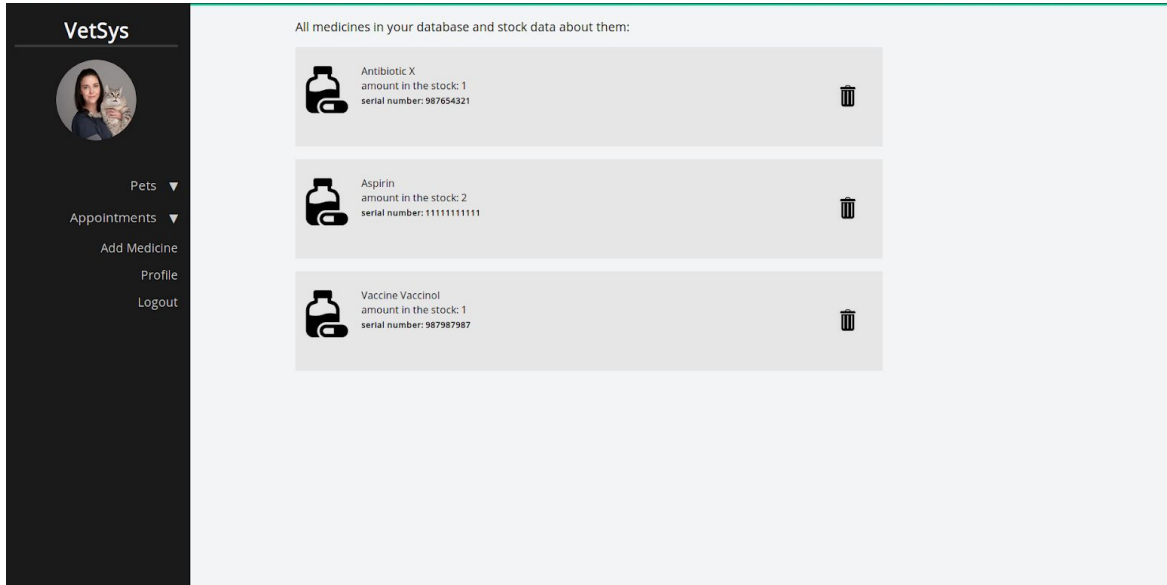 VetSys
Pets ▼
Appointments ▼
Add Medicine
Profile
Logout
All medicines in your database and stock data about them:
Antibiotic X
amount in the stock: 1
serial number: 987654321
Aspirin
amount in the stock: 2
serial number: 11111111111
Vaccine Vaccinol
amount in the stock: 1
serial number: 987987987